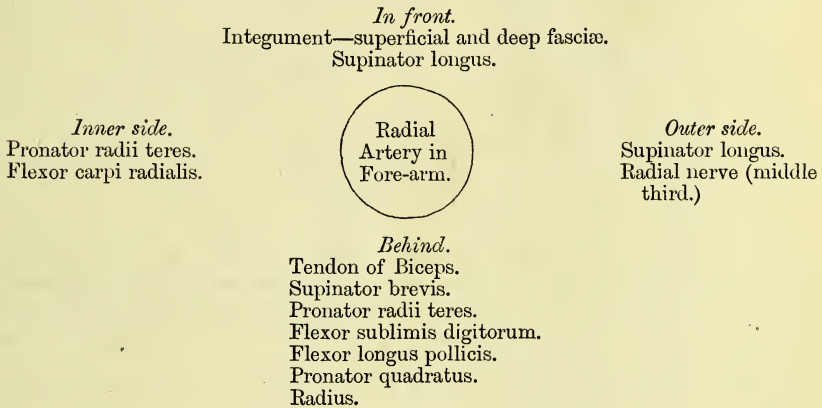 In front.
Integument—superficial and deep fasciæ.
Supinator longus.
Inner side.
Pronator radii teres.
Flexor carpi radialis.
Radial
Artery in
Fore-arm.
Outer side.
Supinator longus.
Radial nerve (middle
third.)
Behind.
Tendon of Biceps.
Supinator brevis.
Pronator radii teres.
Flexor sublimis digitorum.
Flexor longus pollicis.
Pronator quadratus.
Radius.